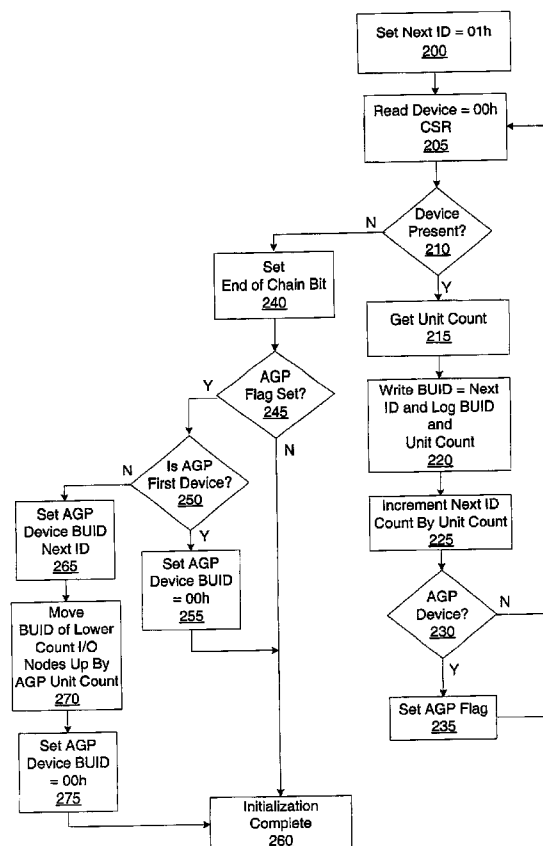 Set Next ID = 01h
200
Read Device = 00h
CSR
205
Device
Present?
210
N
Y
Set
End of Chain Bit
240
Get Unit Count
215
AGP
Flag Set?
245
Y
N
Write BUID = Next
ID and Log BUID
and
Unit Count
220
Is AGP
First Device?
250
N
Y
Increment Next ID
Count By Unit Count
225
Set AGP
Device BUID
Next ID
265
Set AGP
Device BUID
= 00h
255
AGP
Device?
230
N
Y
Move
BUID of Lower
Count I/O
Nodes Up By
AGP Unit Count
270
Set AGP Flag
235
Set AGP
Device BUID
= 00h
275
Initialization
Complete
260